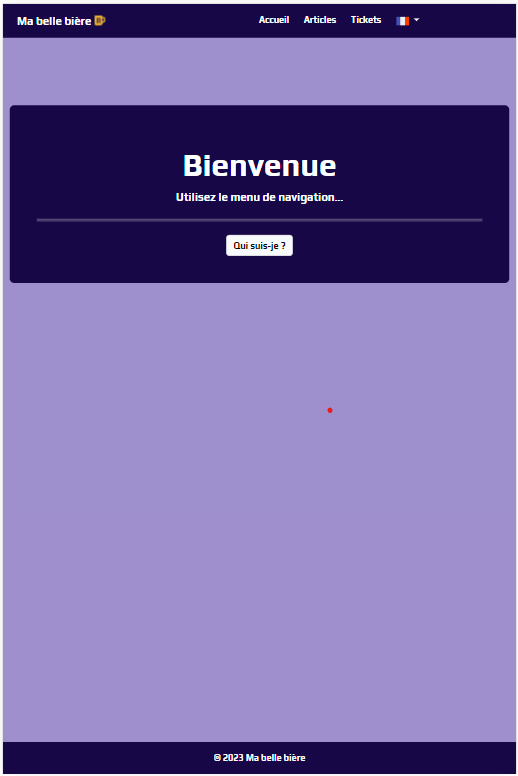 Ma belle bière
Accueil Articles Tickets
Bienvenue
Utilisez le menu de navigation...
Qui suis-je ?
© 2023 Ma belle bière